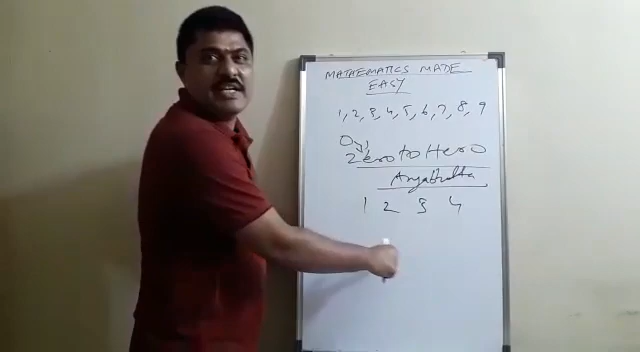 MATHEMATICS MADE
EASY
1, 2, 3, 4, 5, 6, 7, 8, 9
Zero to Hero
Aryabhatta
1 2 3 4